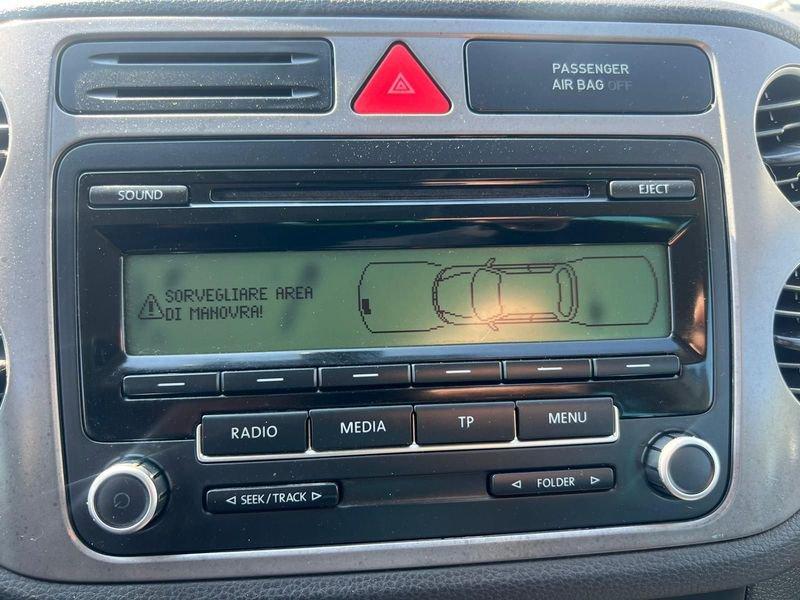 PASSENGER
AIR BAG OFF
SOUND
EJECT
SORVEGLIARE AREA
DI MANOVRA!
RADIO
MEDIA
TP
MENU
SEEK/TRACK
FOLDER